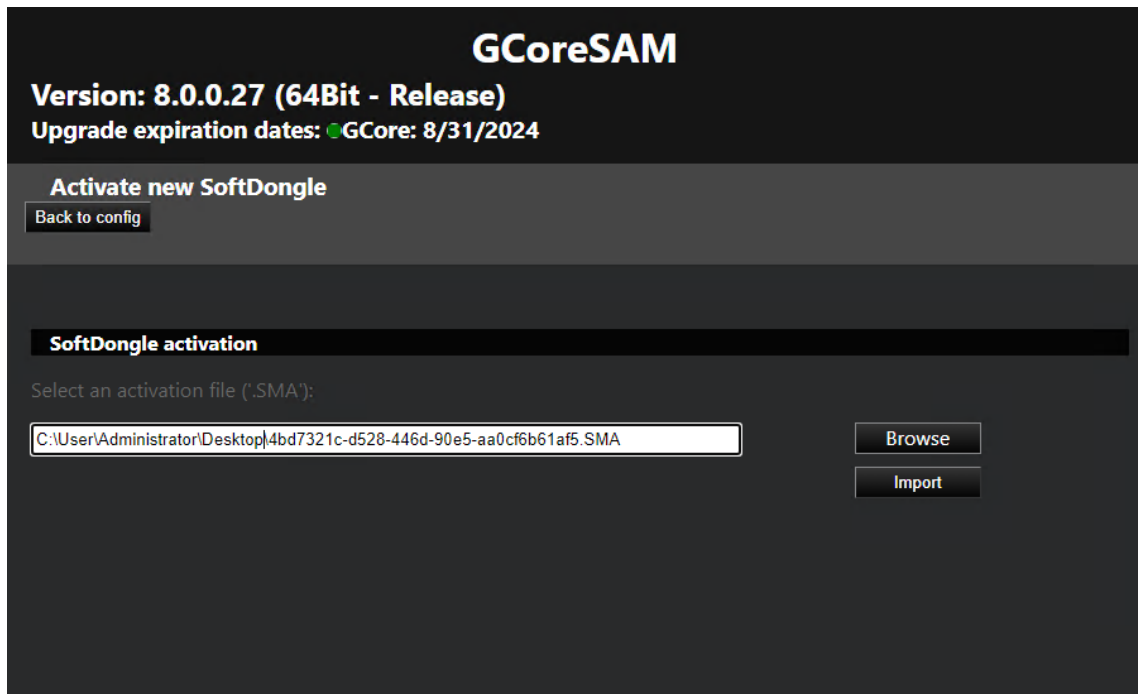 GCoreSAM
Version: 8.0.0.27 (64Bit - Release)
Upgrade expiration dates: GCore: 8/31/2024
Activate new SoftDongle
Back to config
SoftDongle activation
Select an activation file ('.SMA'):
C:\User\Administrator\Desktop\4bd7321c-d528-446d-90e5-aa0cf6b61af5.SMA
Browse
Import